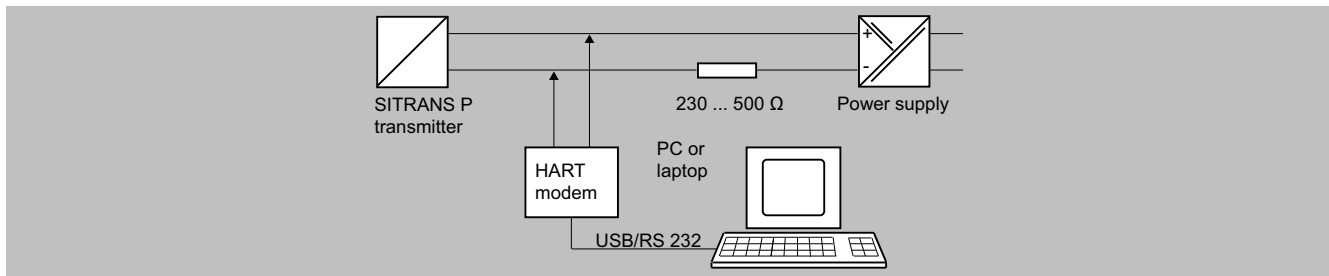 +
-
SITRANS P
transmitter
230 ... 500 Ω
Power supply
HART
modem
PC or
laptop
USB/RS 232